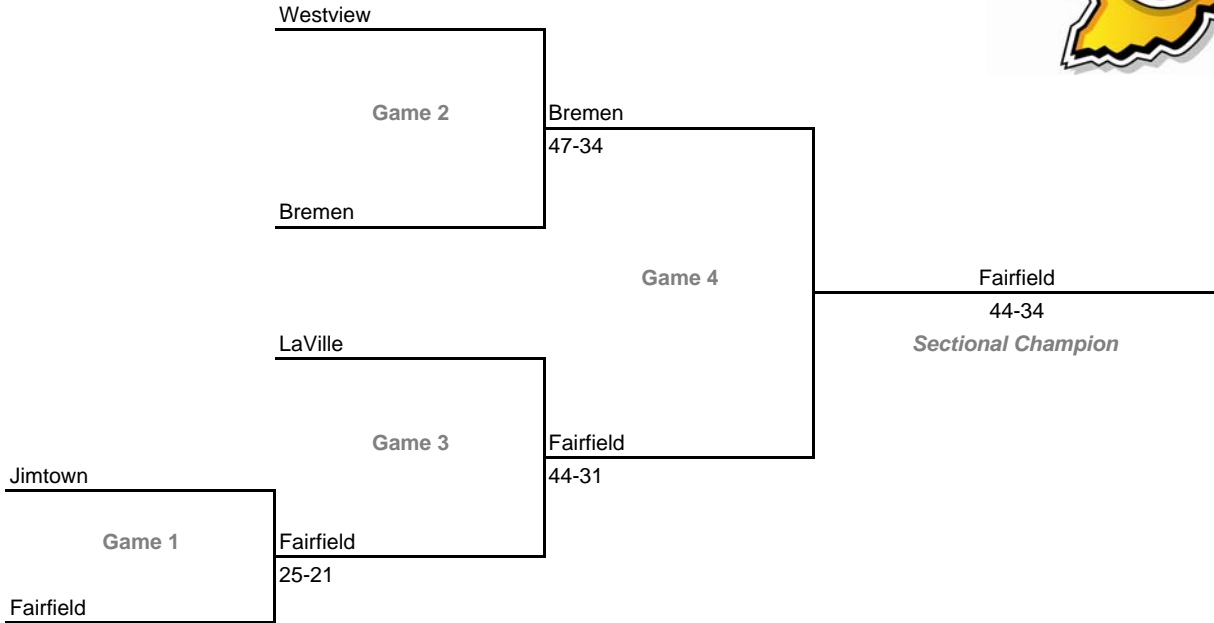 Westview
Game 2
Bremen
47-34
Bremen
Game 4
Fairfield
44-34
Sectional Champion
LaVille
Game 3
Fairfield
44-31
Jimtown
Game 1
Fairfield
25-21
Fairfield